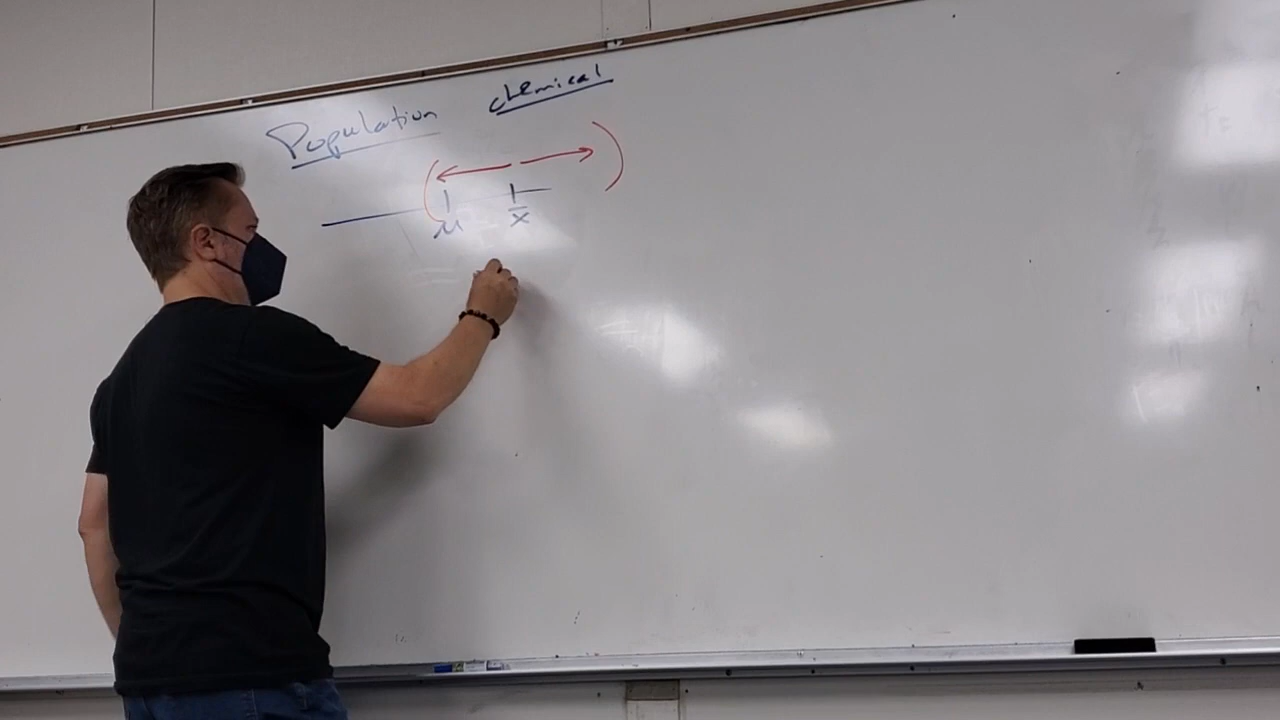 Population chemical
μ x̄